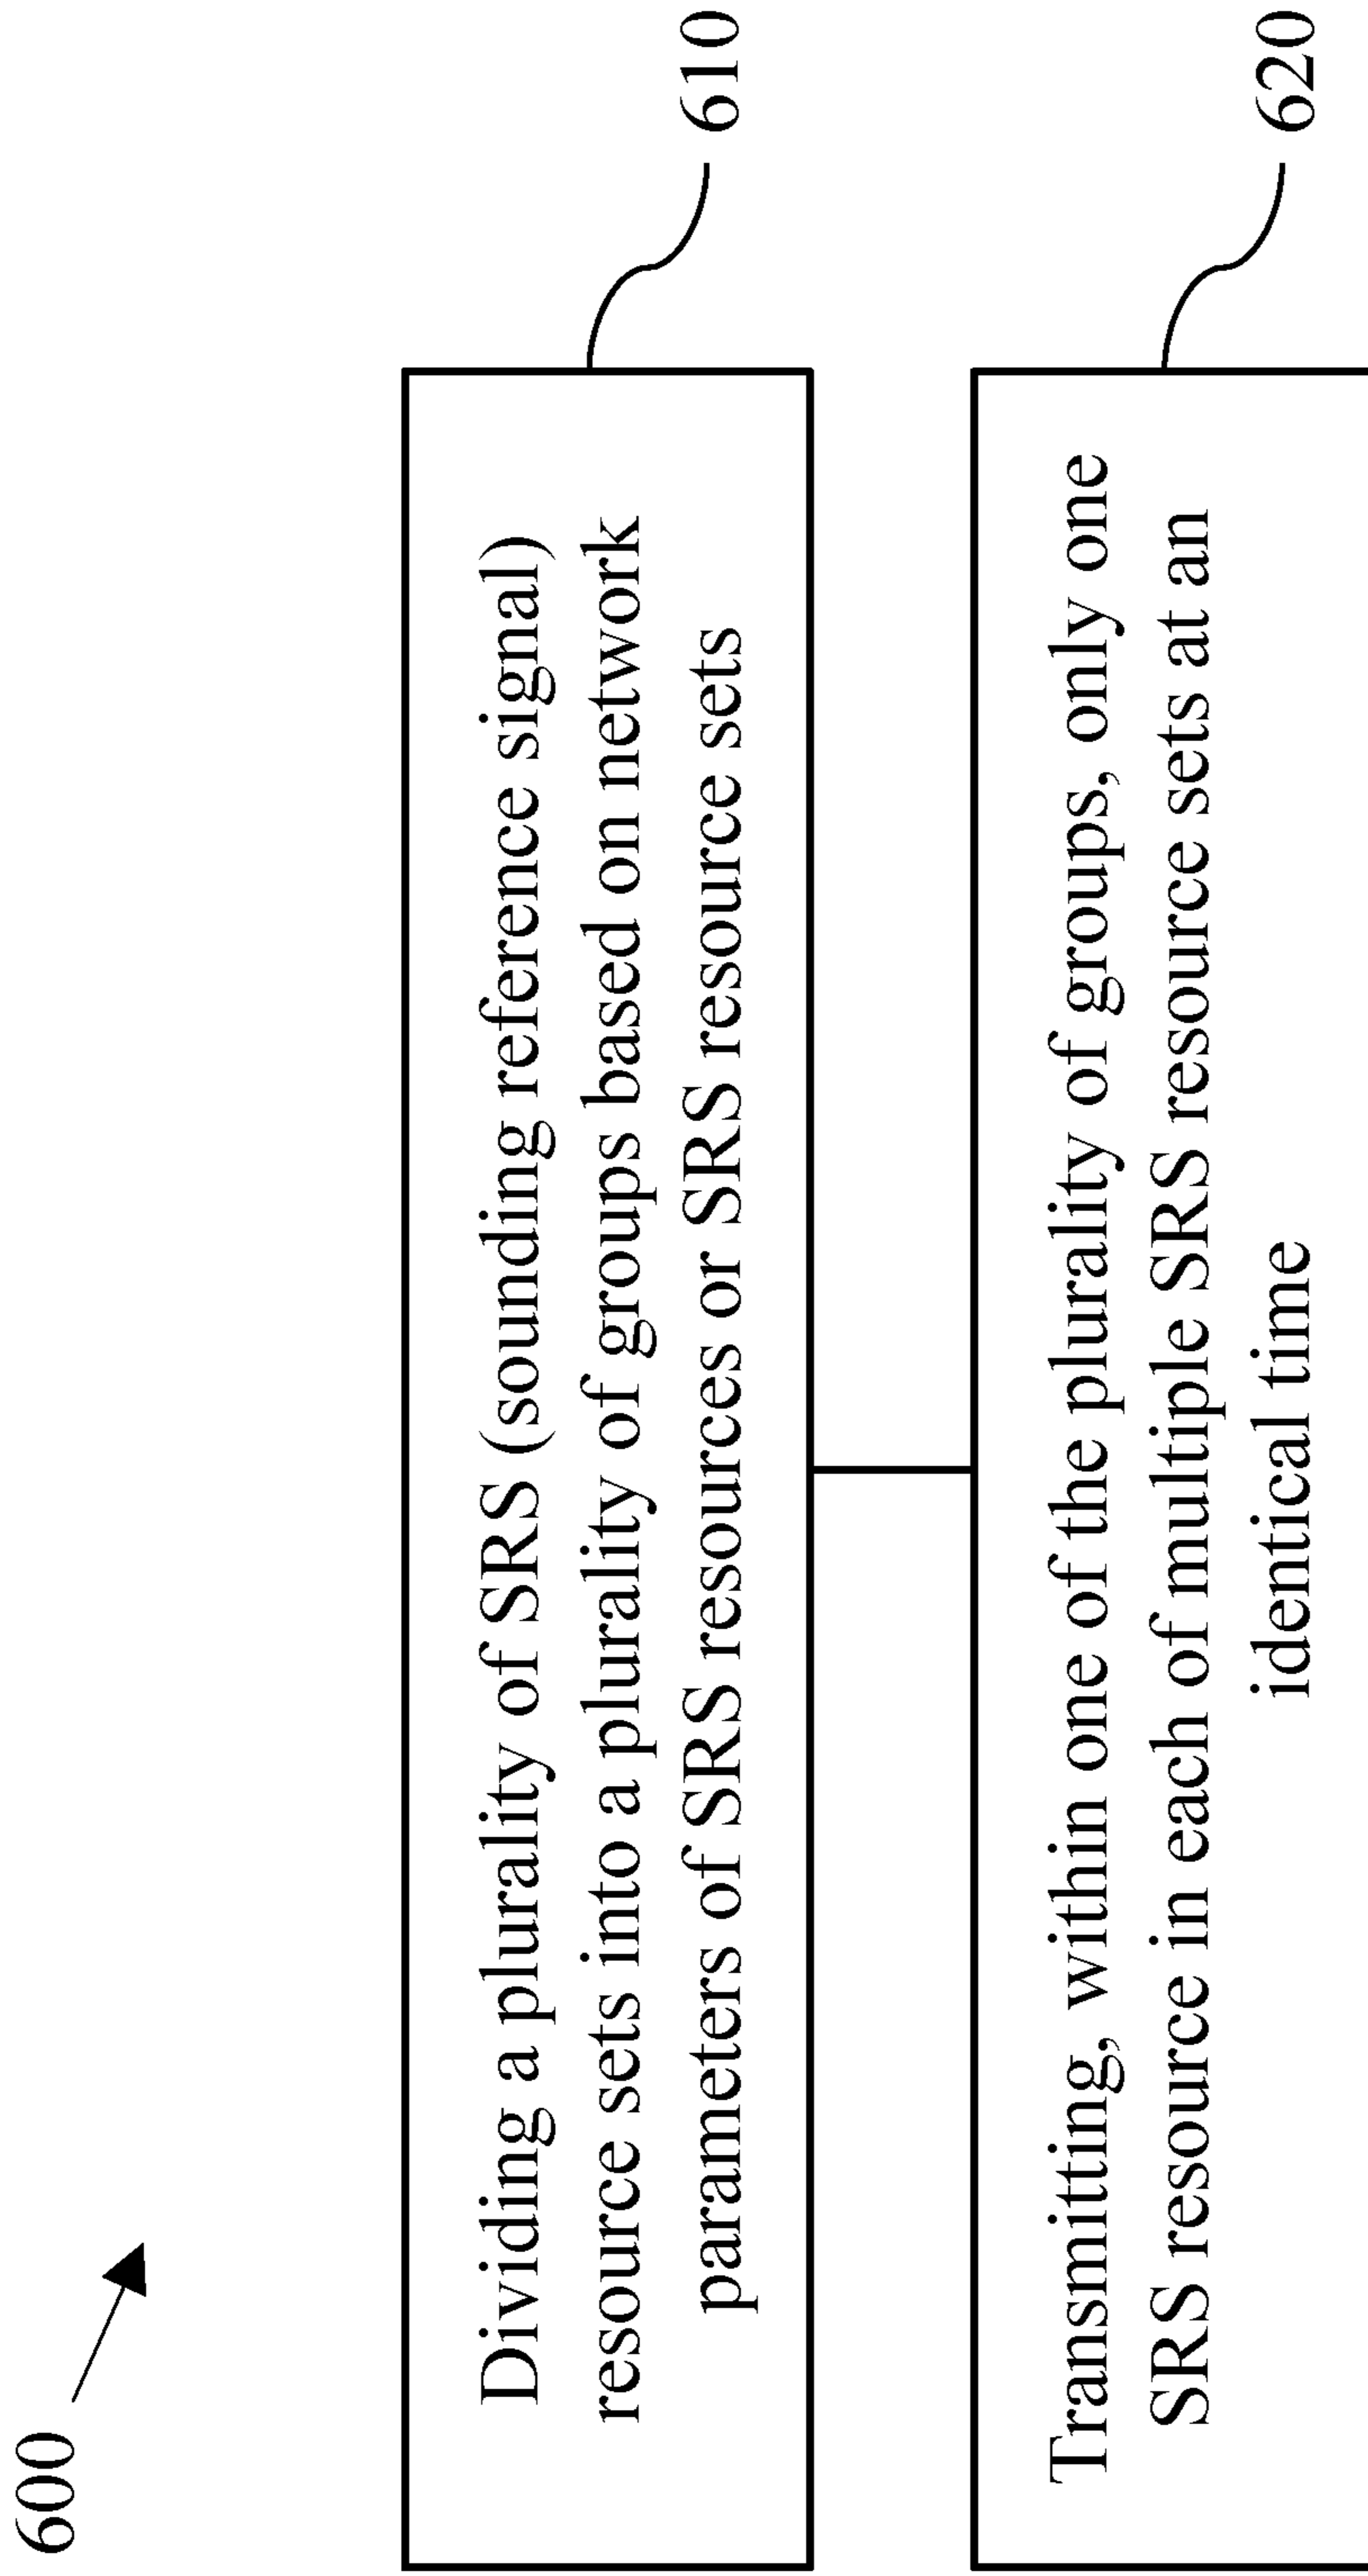 600
Dividing a plurality of SRS (sounding reference signal)
resource sets into a plurality of groups based on network
parameters of SRS resources or SRS resource sets
610
Transmitting, within one of the plurality of groups, only one
SRS resource in each of multiple SRS resource sets at an
identical time
620